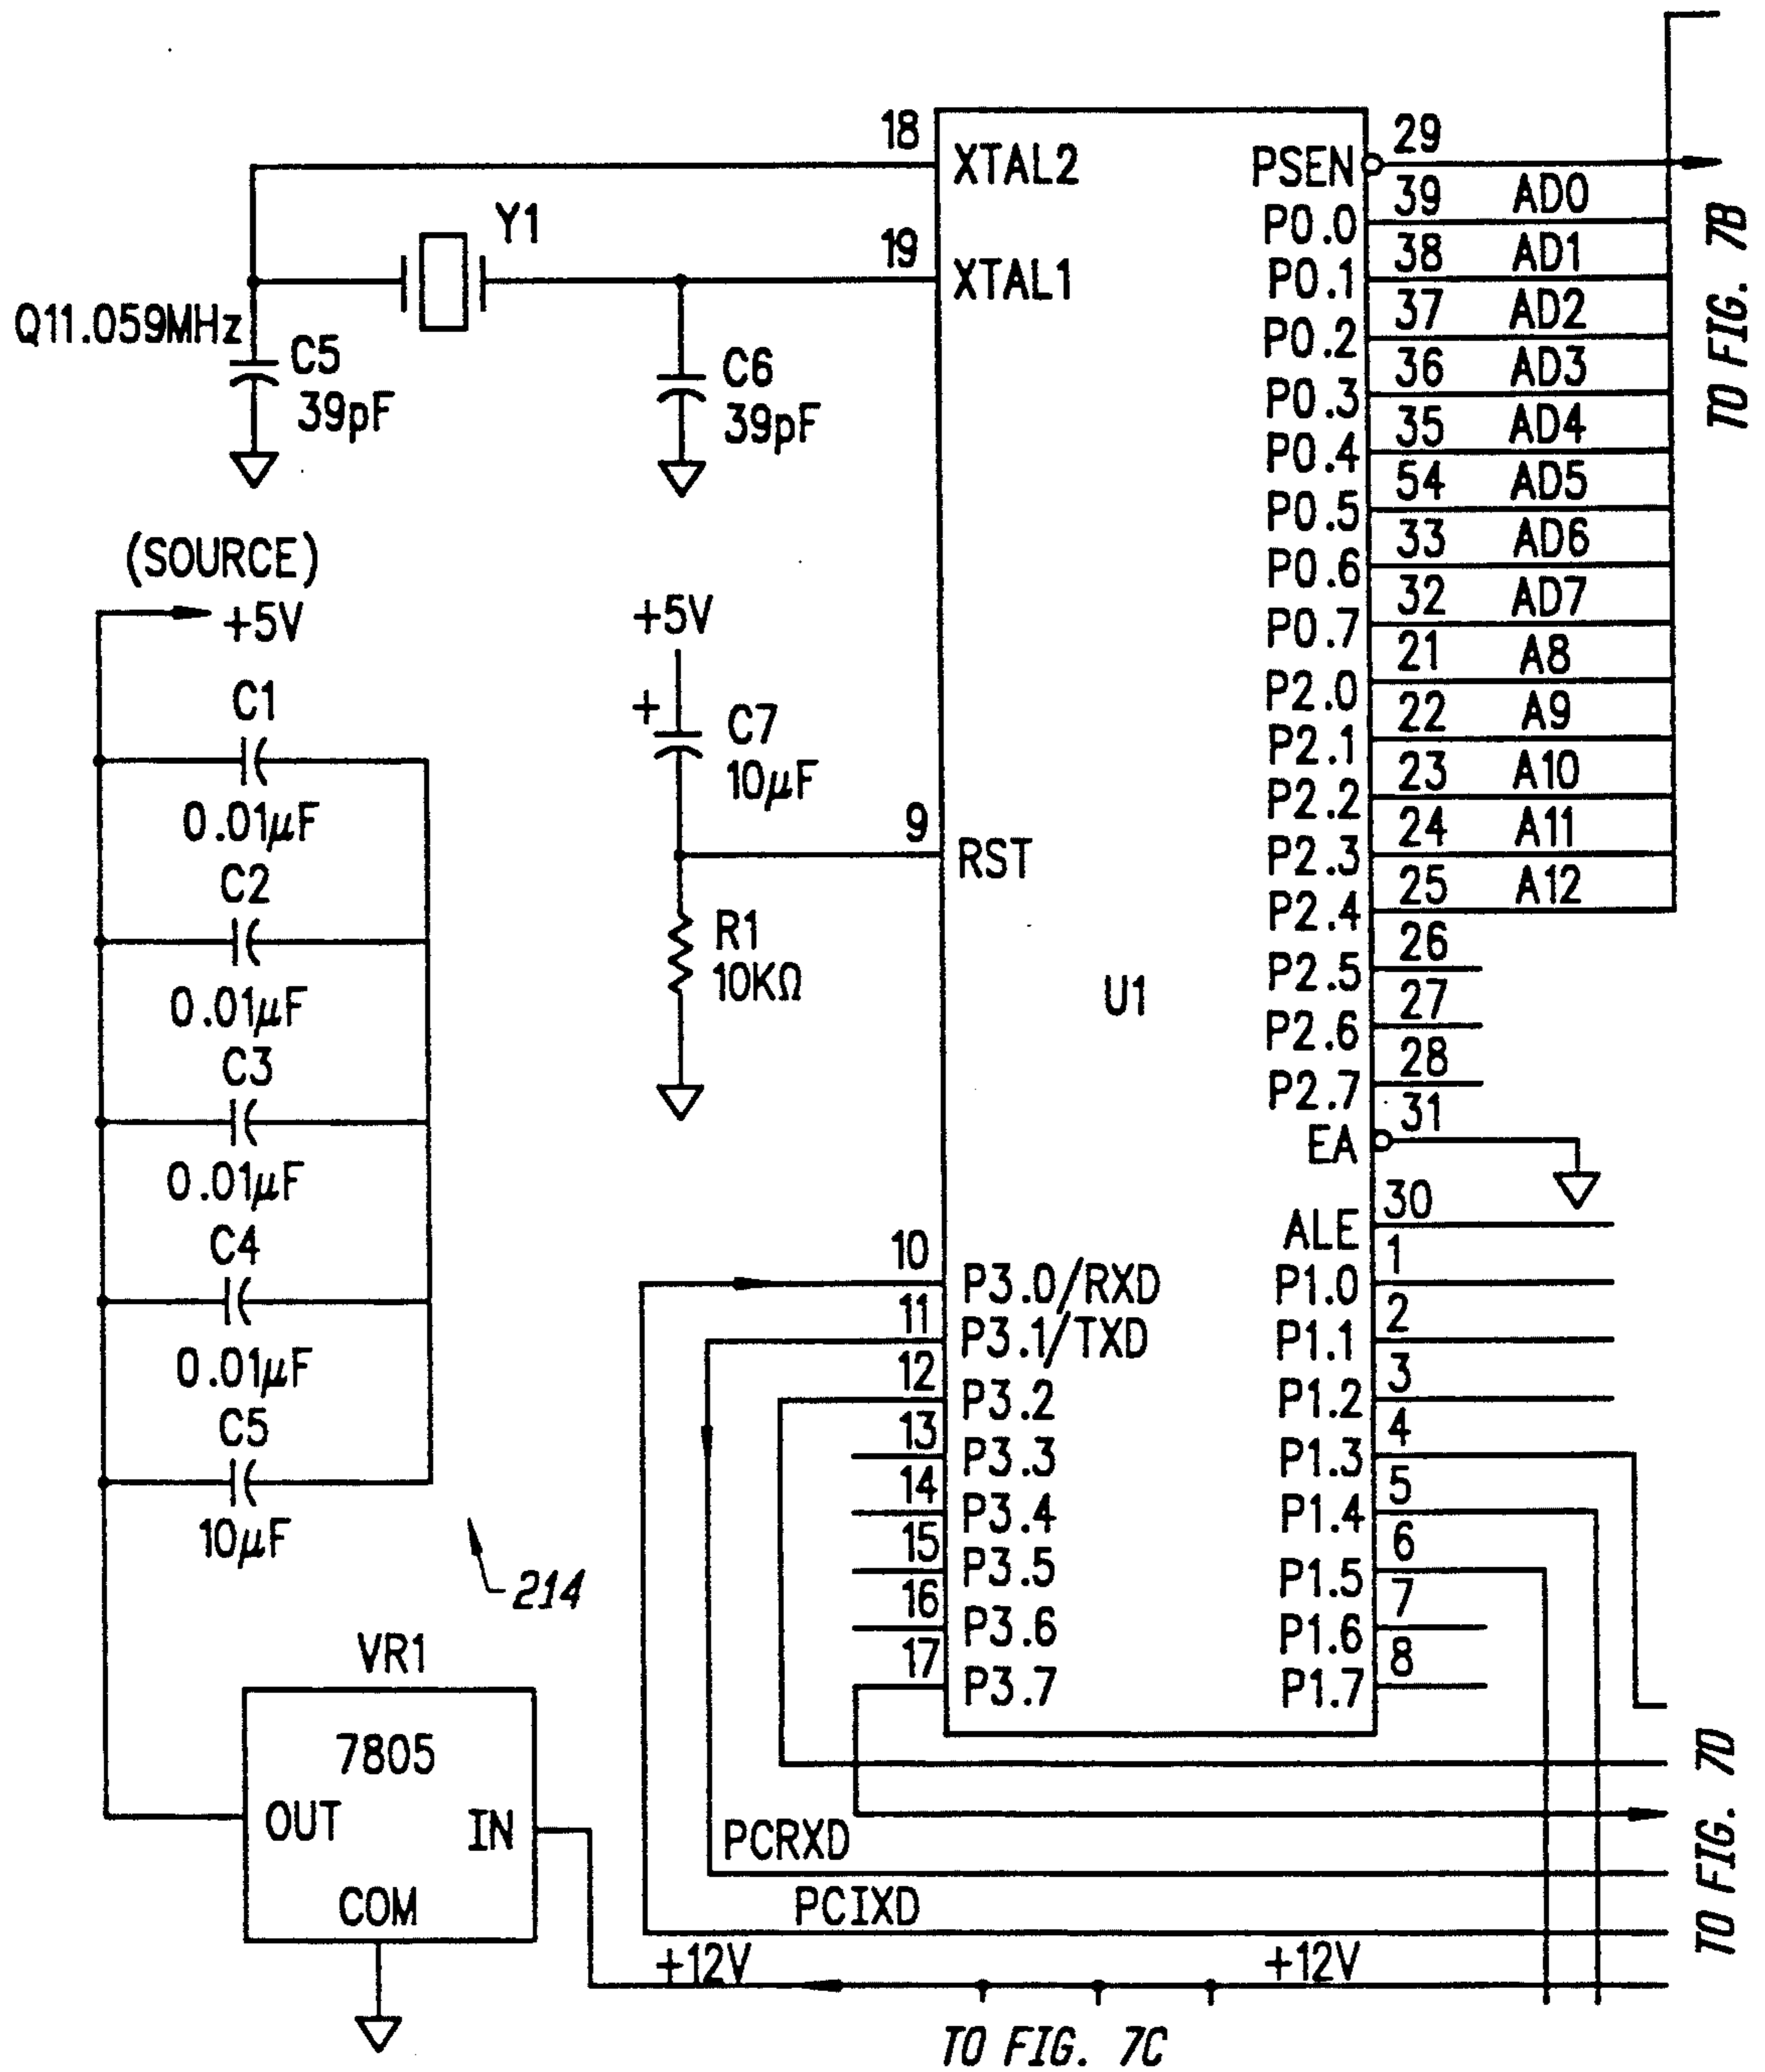 18
XTAL2
19
XTAL1
Y1
Q11.059MHz
C5
39pF
C6
39pF
(SOURCE)
+5V
C1
0.01µF
C2
0.01µF
C3
0.01µF
C4
0.01µF
C5
10µF
214
VR1
7805
OUT
IN
COM
+5V
+
C7
10µF
9
RST
R1
10KΩ
U1
10
P3.0/RXD
11
P3.1/TXD
12
P3.2
13
P3.3
14
P3.4
15
P3.5
16
P3.6
17
P3.7
PSEN
29
P0.0
39
AD0
P0.1
38
AD1
P0.2
37
AD2
P0.3
36
AD3
P0.4
35
AD4
P0.5
54
AD5
P0.6
33
AD6
P0.7
32
AD7
P2.0
21
A8
P2.1
22
A9
P2.2
23
A10
P2.3
24
A11
P2.4
25
A12
P2.5
26
P2.6
27
P2.7
28
EA
31
ALE
30
P1.0
1
P1.1
2
P1.2
3
P1.3
4
P1.4
5
P1.5
6
P1.6
7
P1.7
8
TO FIG. 7B
TO FIG. 7D
PCRXD
PCIXD
+12V
+12V
TO FIG. 7C